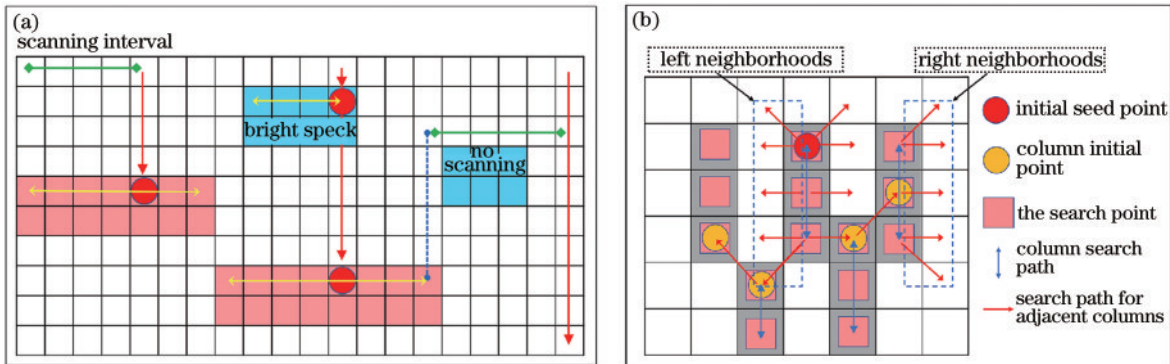 (a)
scanning interval
bright speck
no
scanning
(b)
left neighborhoods
right neighborhoods
initial seed point
column initial
point
the search point
column search
path
search path for
adjacent columns